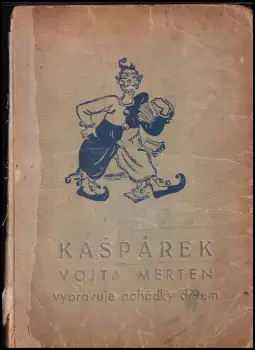 KAŠPÁREK
VOJTA MERTEN
vypravuje pohádky dětem